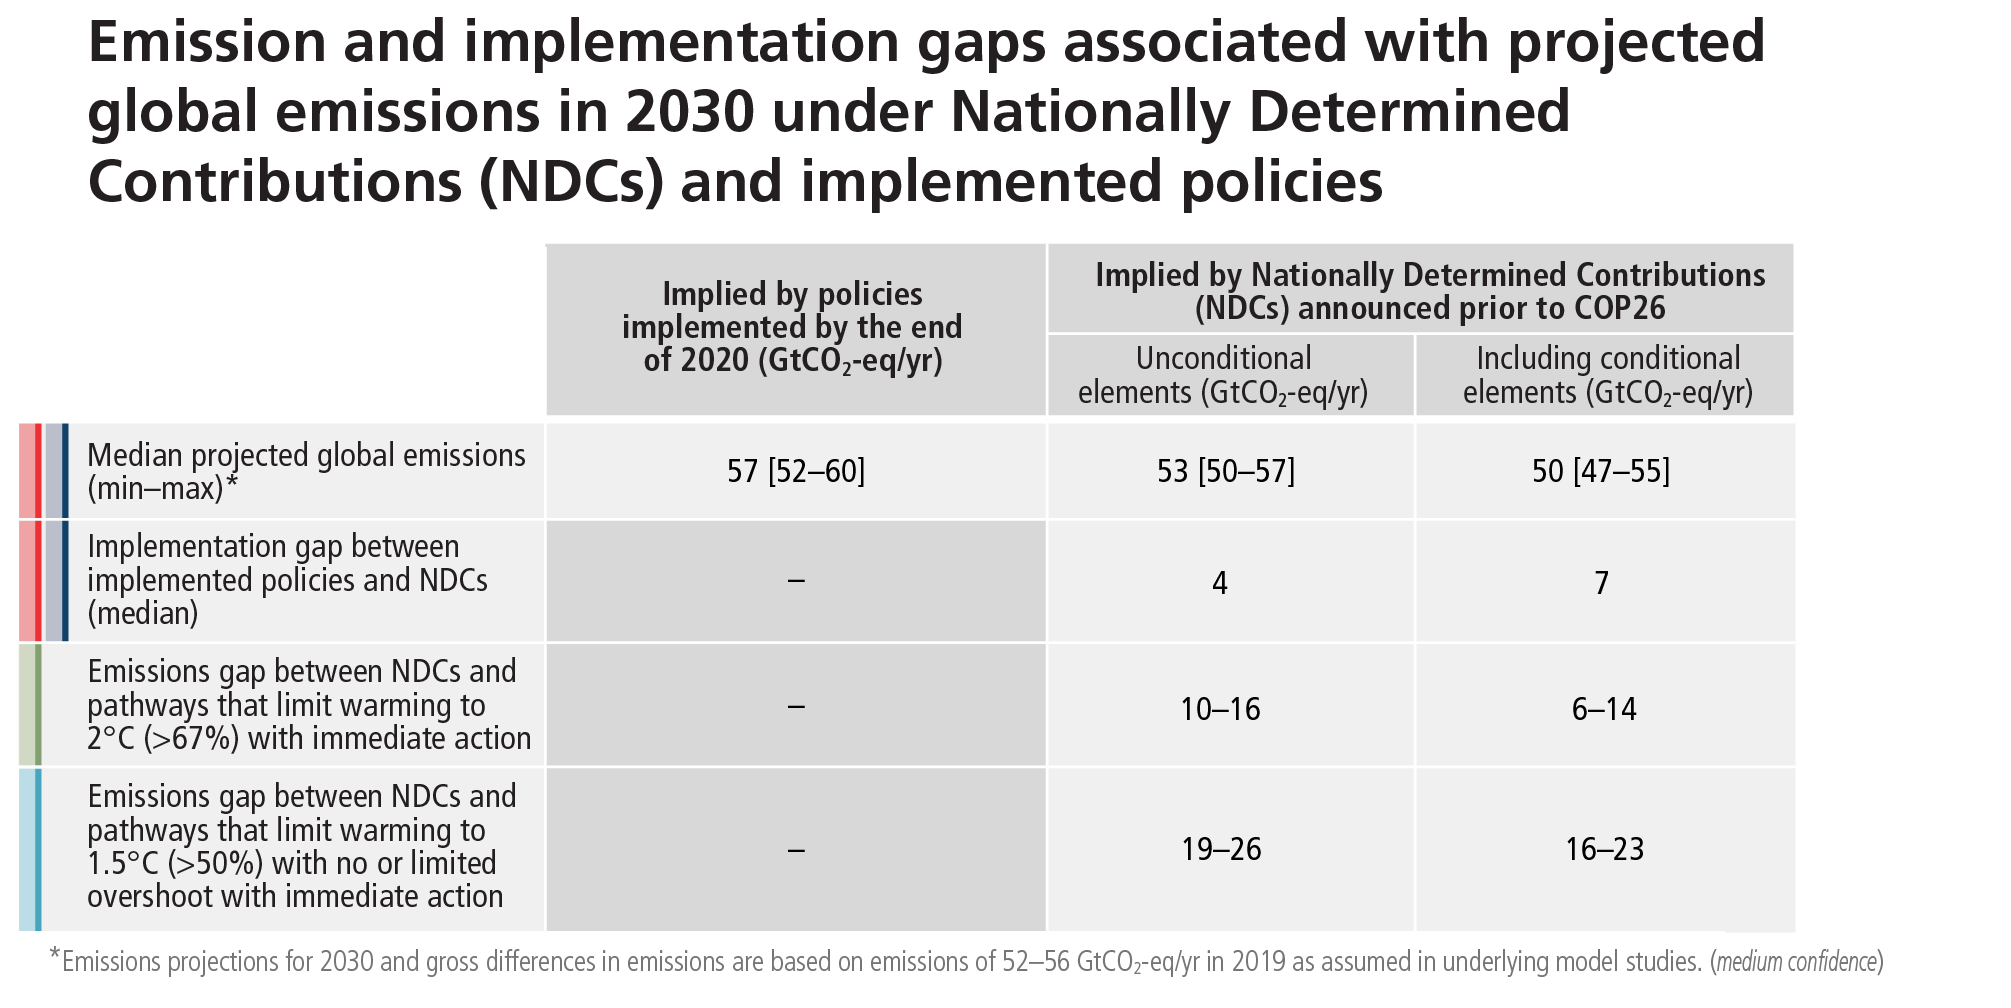 Emission and implementation gaps associated with projected
global emissions in 2030 under Nationally Determined
Contributions (NDCs) and implemented policies
Implied by policies
implemented by the end
of 2020 (GtCO₂-eq/yr)
Implied by Nationally Determined Contributions
(NDCs) announced prior to COP26
Unconditional
elements (GtCO₂-eq/yr)
Including conditional
elements (GtCO₂-eq/yr)
Median projected global emissions
(min–max)*
57 [52–60]
53 [50–57]
50 [47–55]
Implementation gap between
implemented policies and NDCs
(median)
–
4
7
Emissions gap between NDCs and
pathways that limit warming to
2°C (>67%) with immediate action
–
10–16
6–14
Emissions gap between NDCs and
pathways that limit warming to
1.5°C (>50%) with no or limited
overshoot with immediate action
–
19–26
16–23
*Emissions projections for 2030 and gross differences in emissions are based on emissions of 52–56 GtCO₂-eq/yr in 2019 as assumed in underlying model studies. (medium confidence)